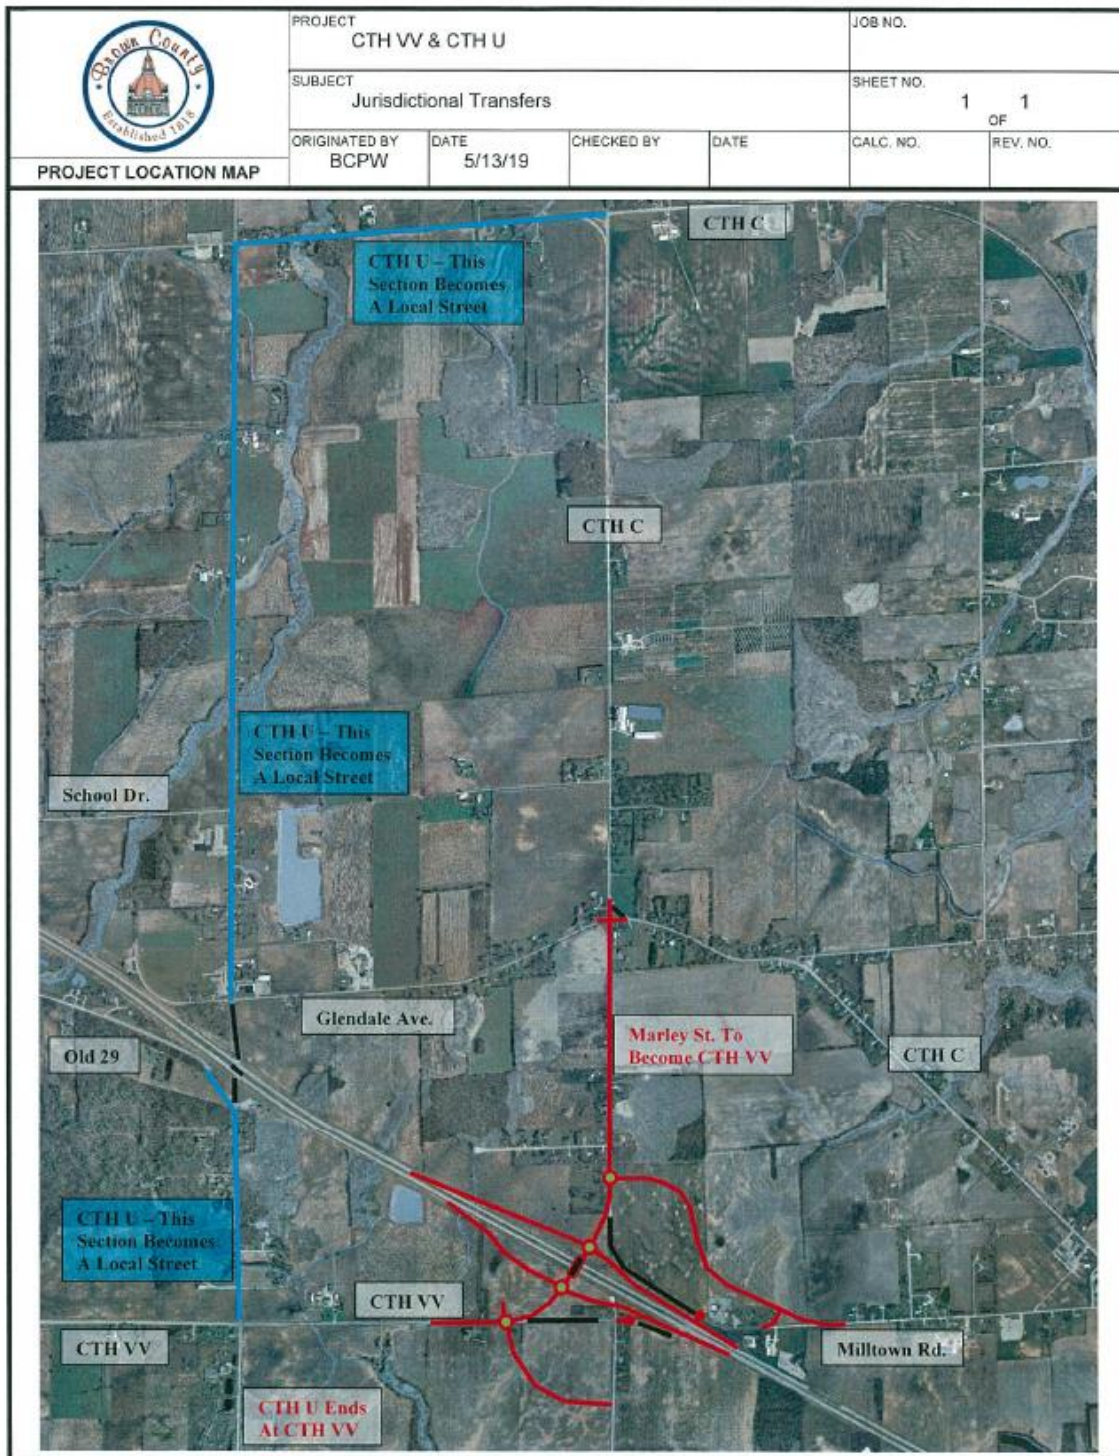 Brown County
Established 1818
PROJECT LOCATION MAP
PROJECT
CTH VV & CTH U
JOB NO.
SUBJECT
Jurisdictional Transfers
SHEET NO.
1 OF 1
ORIGINATED BY
BCPW
DATE
5/13/19
CHECKED BY
DATE
CALC. NO.
REV. NO.
CTH C
CTH U – This
Section Becomes
A Local Street
CTH C
CTH U – This
Section Becomes
A Local Street
School Dr.
Glendale Ave.
Marley St. To
Become CTH VV
Old 29
CTH C
CTH U – This
Section Becomes
A Local Street
CTH VV
CTH VV
Milltown Rd.
CTH U Ends
At CTH VV